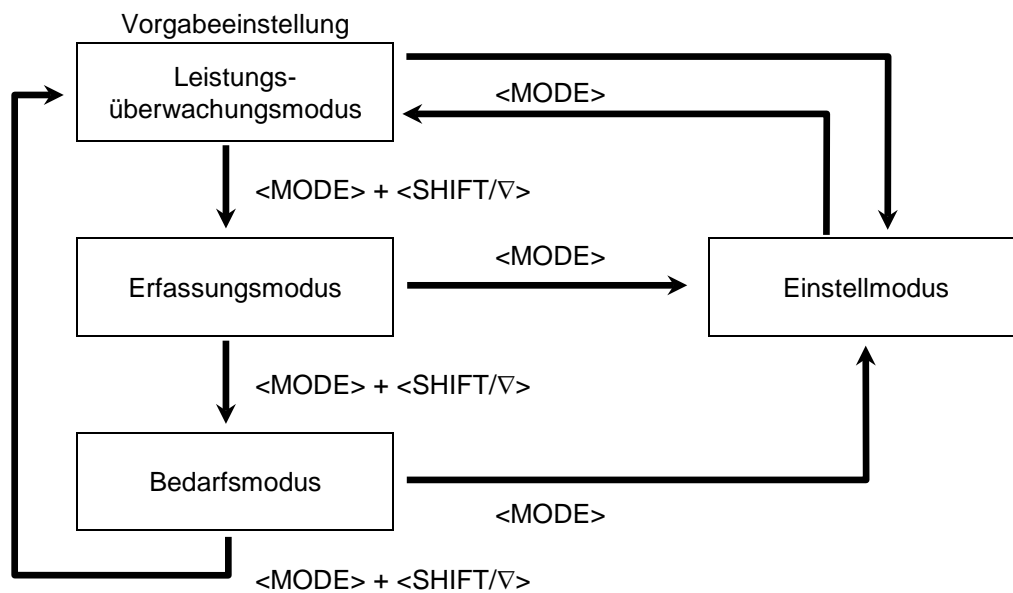 Vorgabeeinstellung
Leistungs-
überwachungsmodus
<MODE>
<MODE> + <SHIFT/∇>
Erfassungsmodus
<MODE>
Einstellmodus
<MODE> + <SHIFT/∇>
Bedarfsmodus
<MODE>
<MODE> + <SHIFT/∇>